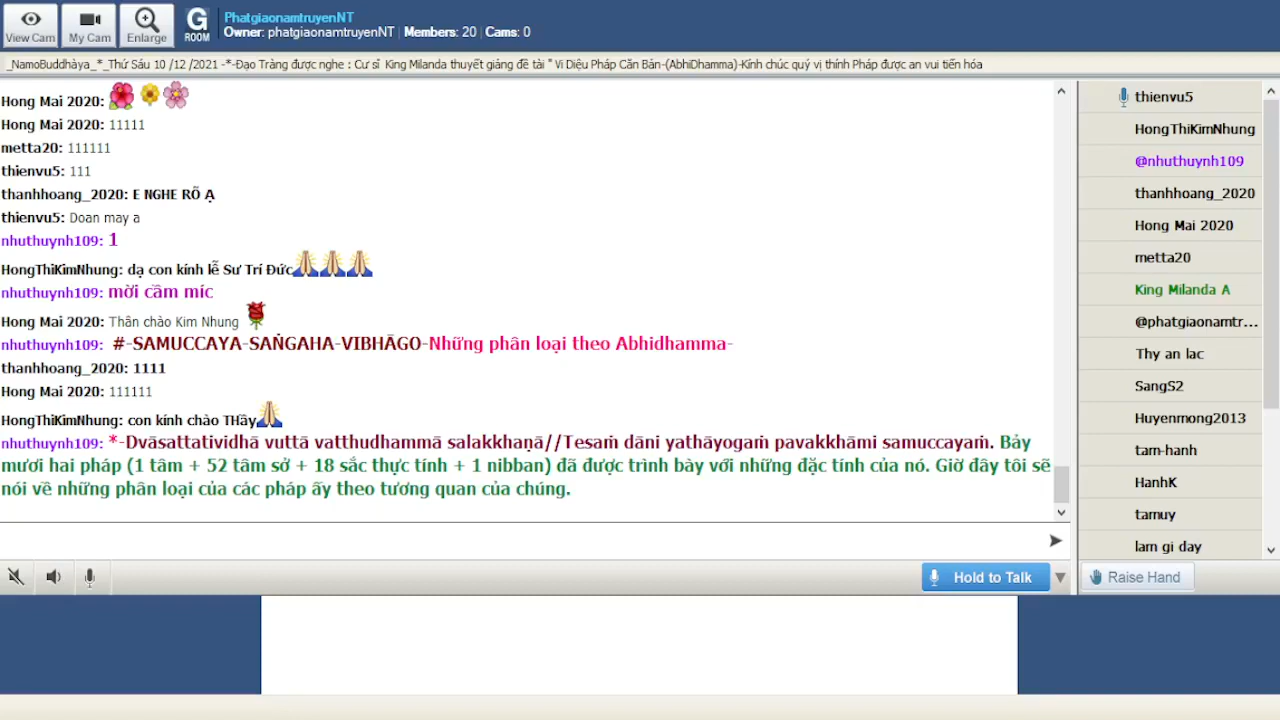 View Cam
My Cam
Enlarge
G
ROOM
PhatgiaonamtruyenNT
Owner: phatgiaonamtruyenNT | Members: 20 | Cams: 0
_NamoBuddhàya_*_Thứ Sáu 10 /12 /2021 -*-Đạo Tràng được nghe : Cư sĩ King Milanda thuyết giảng đề tài " Vi Diệu Pháp Căn Bản-(AbhiDhamma)-Kính chúc quý vị thính Pháp được an vui tiến hóa
Hong Mai 2020:
Hong Mai 2020: 11111
metta20: 111111
thienvu5: 111
thanhhoang_2020: E NGHE RÕ Ạ
thienvu5: Doan may a
nhuthuynh109: 1
HongThiKimNhung: dạ con kính lễ Sư Trí Đức
nhuthuynh109: mời cầm míc
Hong Mai 2020: Thân chào Kim Nhung
nhuthuynh109: #-SAMUCCAYA-SAṄGAHA-VIBHĀGO-Những phân loại theo Abhidhamma-
thanhhoang_2020: 1111
Hong Mai 2020: 111111
HongThiKimNhung: con kính chào THầy
nhuthuynh109: *-Dvāsattatividhā vuttā vatthudhammā salakkhaṇā//Tesaṁ dāni yathāyogaṁ pavakkhāmi samuccayaṁ. Bảy
mươi hai pháp (1 tâm + 52 tâm sở + 18 sắc thực tính + 1 nibban) đã được trình bày với những đặc tính của nó. Giờ đây tôi sẽ
nói về những phân loại của các pháp ấy theo tương quan của chúng.
Hold to Talk
thienvu5
HongThiKimNhung
@nhuthuynh109
thanhhoang_2020
Hong Mai 2020
metta20
King Milanda A
@phatgiaonamtr...
Thy an lac
SangS2
Huyenmong2013
tam-hanh
HanhK
tamuy
lam gi day
Raise Hand